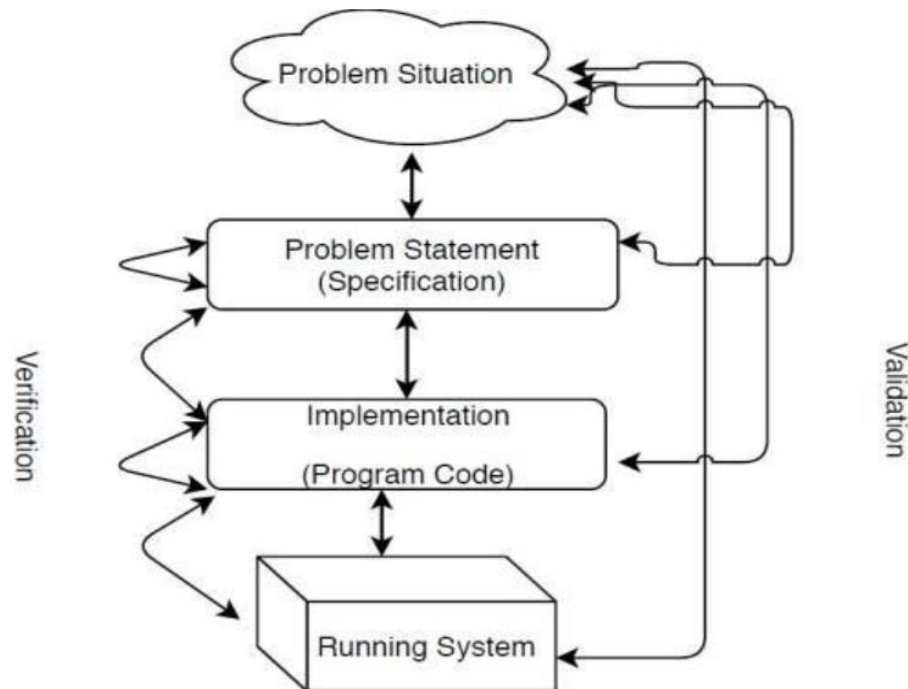 Problem Situation
Problem Statement
(Specification)
Verification
Validation
Implementation
(Program Code)
Running System